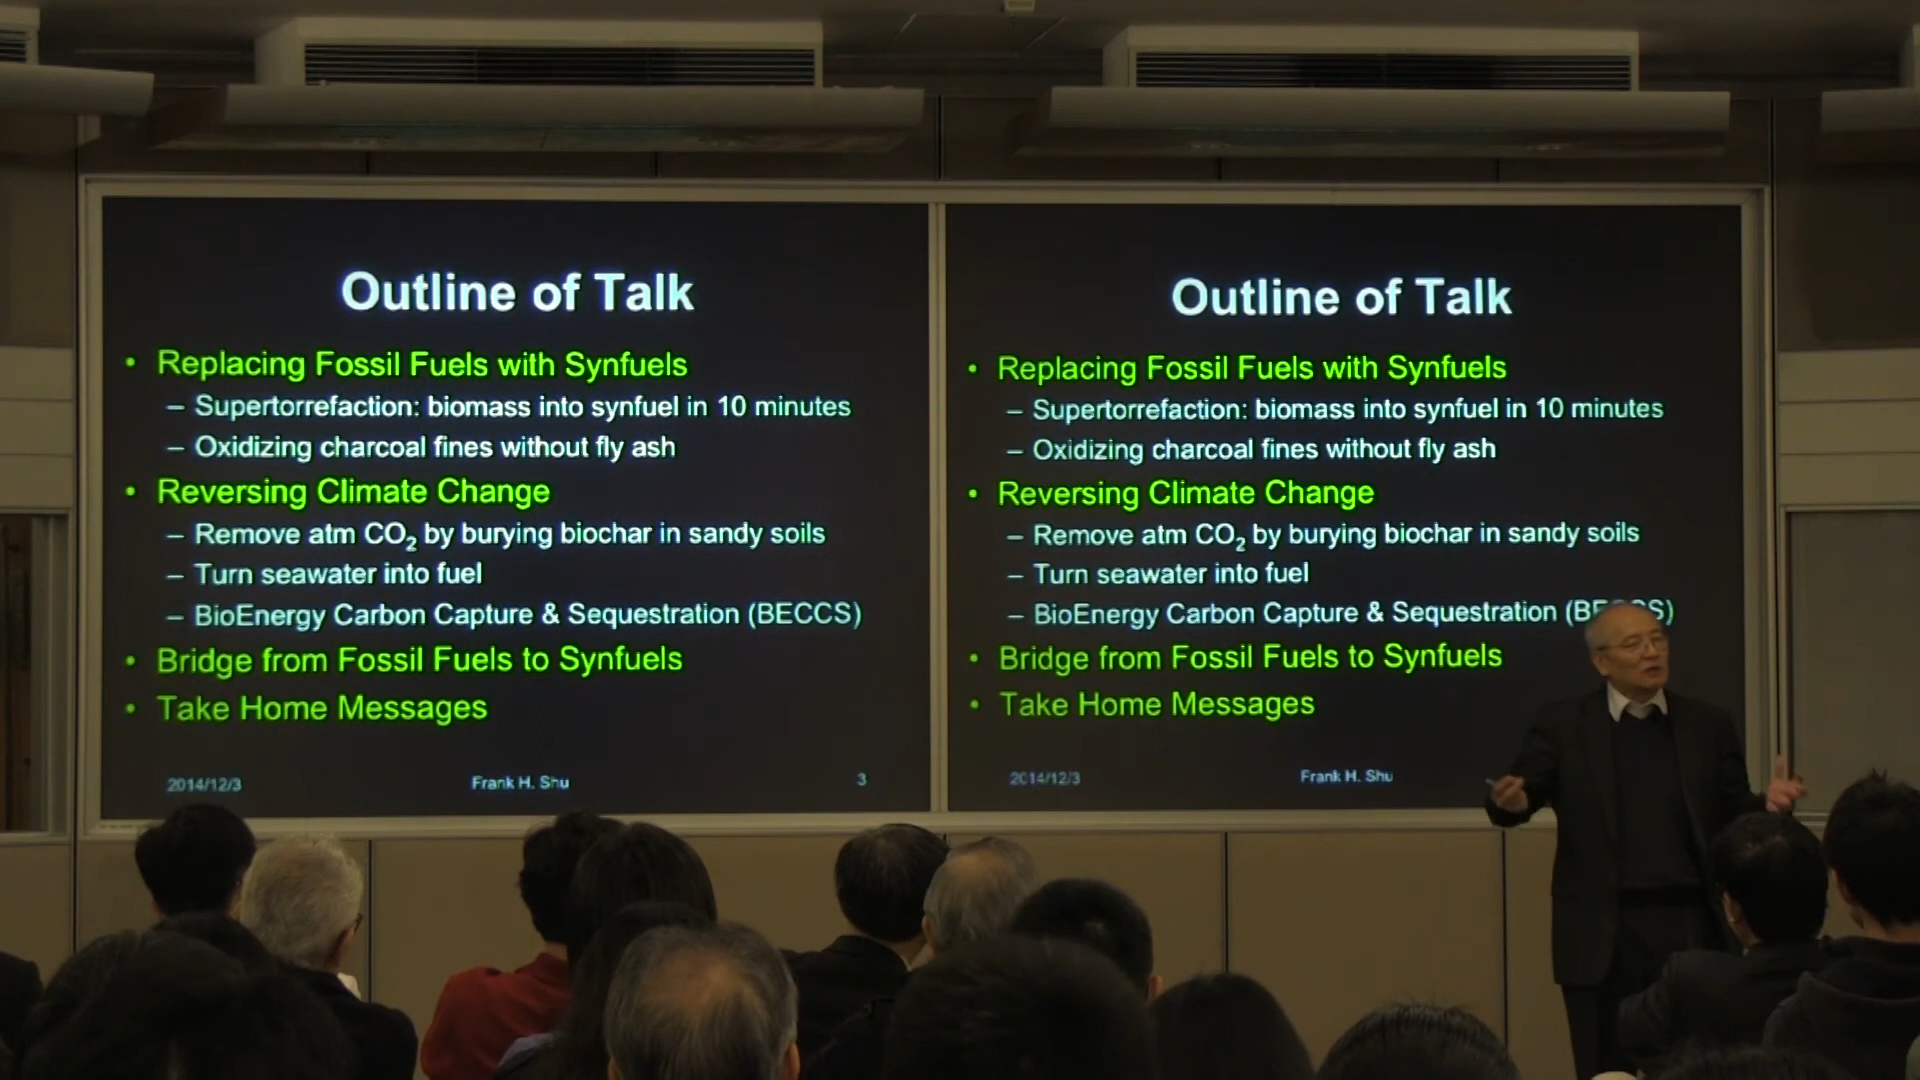 Outline of Talk
• Replacing Fossil Fuels with Synfuels
– Supertorrefaction: biomass into synfuel in 10 minutes
– Oxidizing charcoal fines without fly ash
• Reversing Climate Change
– Remove atm CO₂ by burying biochar in sandy soils
– Turn seawater into fuel
– BioEnergy Carbon Capture & Sequestration (BECCS)
• Bridge from Fossil Fuels to Synfuels
• Take Home Messages
2014/12/3 Frank H. Shu 3
Outline of Talk
• Replacing Fossil Fuels with Synfuels
– Supertorrefaction: biomass into synfuel in 10 minutes
– Oxidizing charcoal fines without fly ash
• Reversing Climate Change
– Remove atm CO₂ by burying biochar in sandy soils
– Turn seawater into fuel
– BioEnergy Carbon Capture & Sequestration (BECCS)
• Bridge from Fossil Fuels to Synfuels
• Take Home Messages
2014/12/3 Frank H. Shu